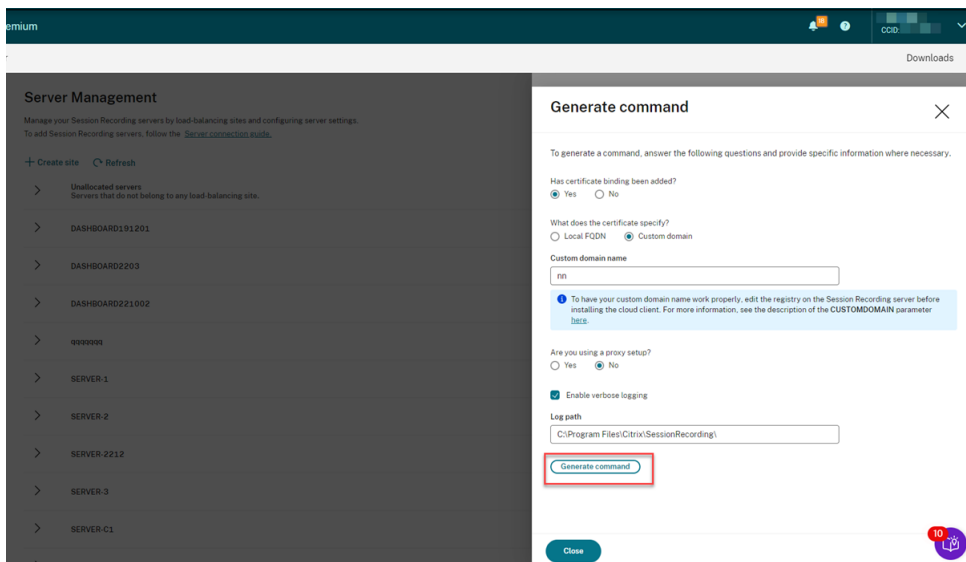 emium
18
?
CCID:
Downloads
Server Management
Manage your Session Recording servers by load-balancing sites and configuring server settings.
To add Session Recording servers, follow the Server connection guide.
+ Create site Refresh
Unallocated servers
Servers that do not belong to any load-balancing site.
DASHBOARD191201
DASHBOARD2203
DASHBOARD221002
qqqqqqq
SERVER-1
SERVER-2
SERVER-2212
SERVER-3
SERVER-C1
Generate command
To generate a command, answer the following questions and provide specific information where necessary.
Has certificate binding been added?
Yes No
What does the certificate specify?
Local FQDN Custom domain
Custom domain name
nn
To have your custom domain name work properly, edit the registry on the Session Recording server before
installing the cloud client. For more information, see the description of the CUSTOMDOMAIN parameter
here.
Are you using a proxy setup?
Yes No
Enable verbose logging
Log path
C:\Program Files\Citrix\SessionRecording\
Generate command
Close
10